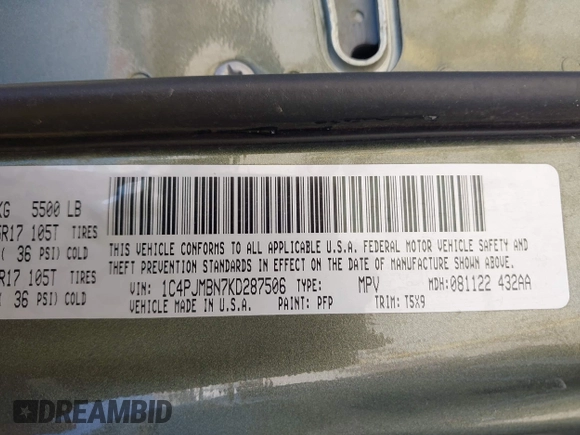 KG 5500 LB
R17 105T TIRES
( 36 PSI) COLD
R17 105T TIRES
( 36 PSI) COLD
THIS VEHICLE CONFORMS TO ALL APPLICABLE U.S.A. FEDERAL MOTOR VEHICLE SAFETY AND
THEFT PREVENTION STANDARDS IN EFFECT ON THE DATE OF MANUFACTURE SHOWN ABOVE.
VIN: 1C4PJMBN7KD287506 TYPE: MPV MDH:081122 432AA
VEHICLE MADE IN U.S.A. PAINT: PFP TRIM: T5X9
DREAMBID